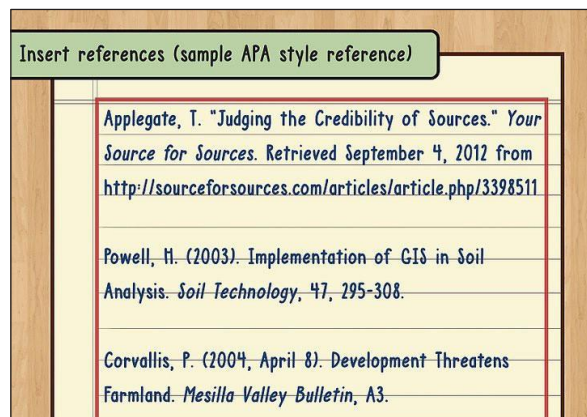 Insert references (sample APA style reference)
Applegate, T. "Judging the Credibility of Sources." Your
Source for Sources. Retrieved September 4, 2012 from
http://sourceforsources.com/articles/article.php/3398511
Powell, H. (2003). Implementation of GIS in Soil
Analysis. Soil Technology, 47, 295-308.
Corvallis, P. (2004, April 8). Development Threatens
Farmland. Mesilla Valley Bulletin, A3.